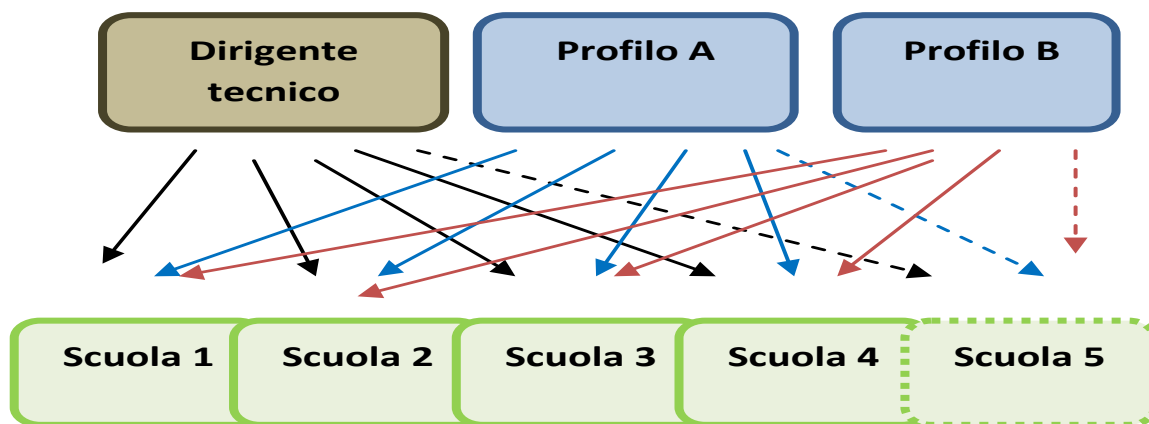 Dirigente
tecnico
Profilo A
Profilo B
Scuola 1
Scuola 2
Scuola 3
Scuola 4
Scuola 5